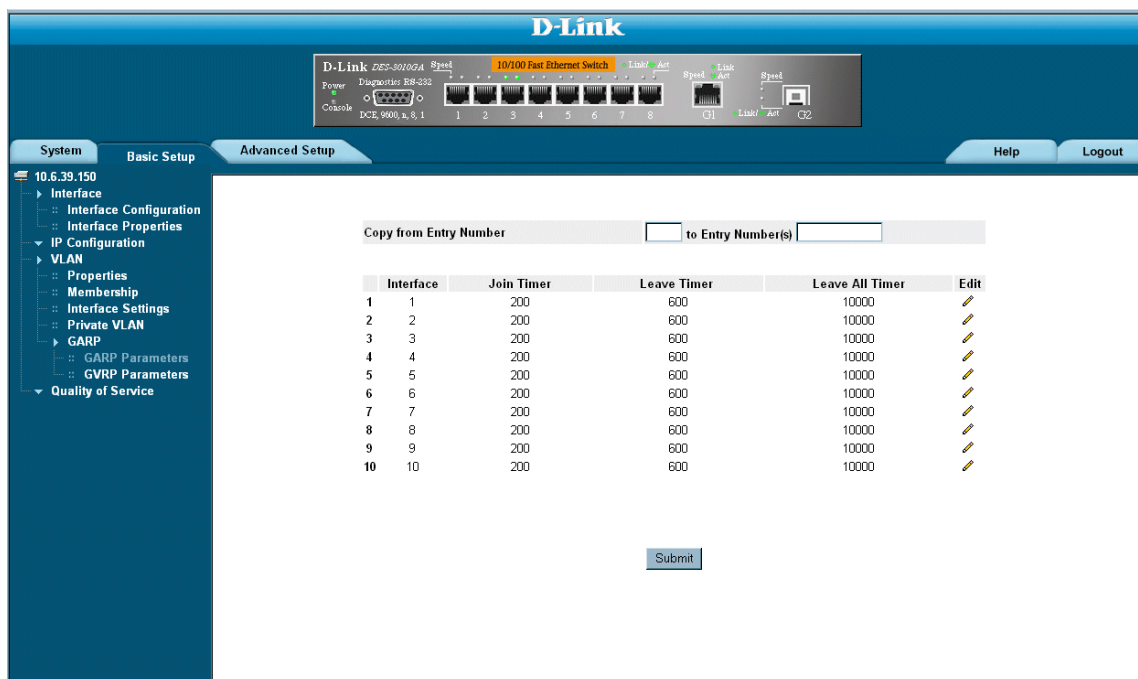 D-Link
D-Link DES-3010GA Speed 10/100 Fast Ethernet Switch Link/ Act
Speed Link Act Speed
Power Diagnostics RS-232
Console
DCE, 9600, n, 8, 1 1 2 3 4 5 6 7 8 G1 Link/ Act G2
System Basic Setup Advanced Setup Help Logout
10.6.39.150
Interface
Interface Configuration
Interface Properties
IP Configuration
VLAN
Properties
Membership
Interface Settings
Private VLAN
GARP
GARP Parameters
GVRP Parameters
Quality of Service
Copy from Entry Number to Entry Number(s)
Interface Join Timer Leave Timer Leave All Timer Edit
1 1 200 600 10000
2 2 200 600 10000
3 3 200 600 10000
4 4 200 600 10000
5 5 200 600 10000
6 6 200 600 10000
7 7 200 600 10000
8 8 200 600 10000
9 9 200 600 10000
10 10 200 600 10000
Submit